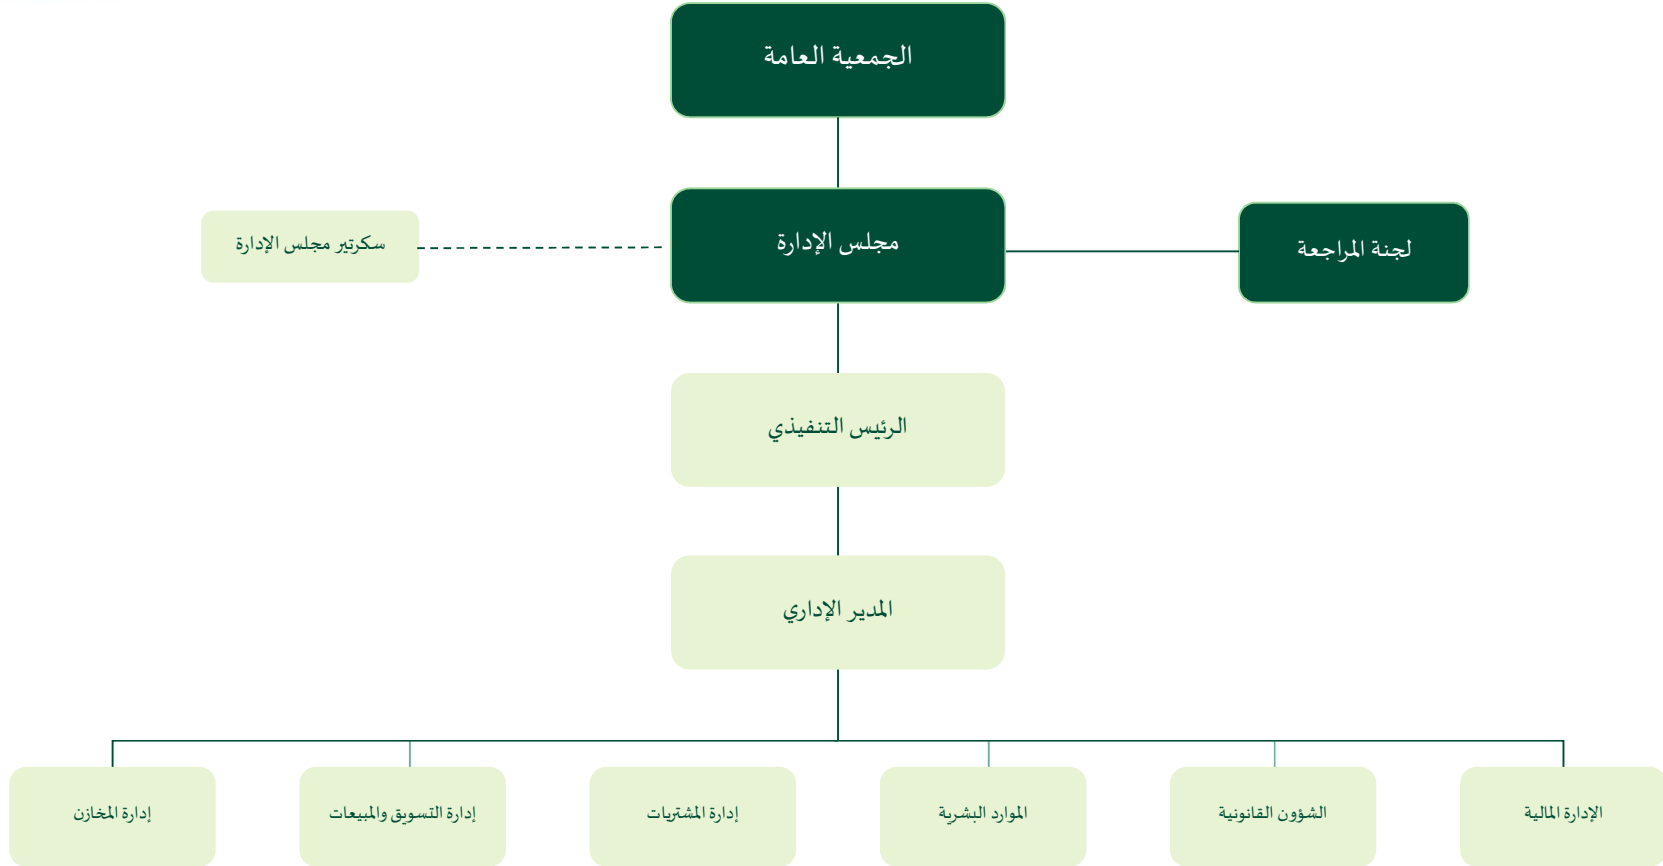 الجمعية العامة
لجنة المراجعة
مجلس الإدارة
سكرتير مجلس الإدارة
الرئيس التنفيذي
المدير الإداري
الإدارة المالية
الشؤون القانونية
الموارد البشرية
إدارة المشتريات
إدارة التسويق والمبيعات
إدارة المخازن